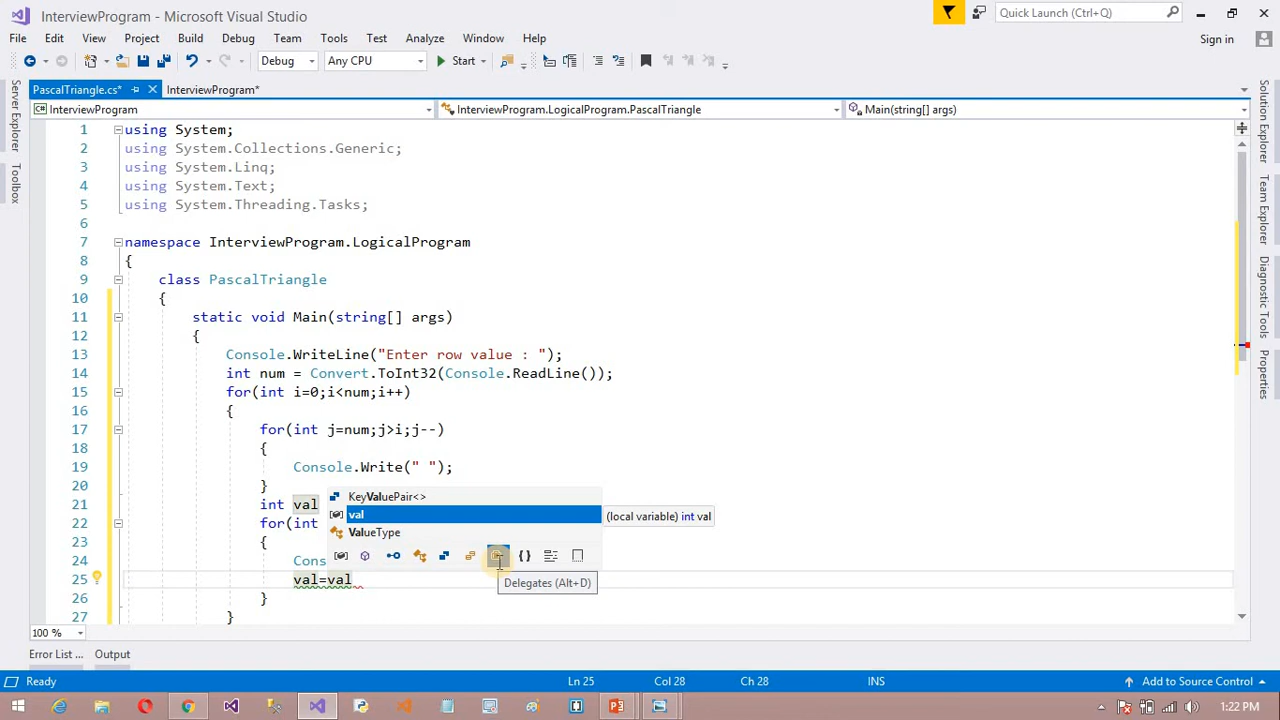 InterviewProgram - Microsoft Visual Studio
Quick Launch (Ctrl+Q)
File Edit View Project Build Debug Team Tools Test Analyze Window Help
Sign in
Debug Any CPU Start
PascalTriangle.cs* InterviewProgram*
InterviewProgram InterviewProgram.LogicalProgram.PascalTriangle Main(string[] args)
Server Explorer
Toolbox
Solution Explorer
Team Explorer
Diagnostic Tools
Properties
1 using System;
2 using System.Collections.Generic;
3 using System.Linq;
4 using System.Text;
5 using System.Threading.Tasks;
6
7 namespace InterviewProgram.LogicalProgram
8 {
9 class PascalTriangle
10 {
11 static void Main(string[] args)
12 {
13 Console.WriteLine("Enter row value : ");
14 int num = Convert.ToInt32(Console.ReadLine());
15 for(int i=0;i<num;i++)
16 {
17 for(int j=num;j>i;j--)
18 {
19 Console.Write(" ");
20 }
KeyValuePair<>
21 int val
val (local variable) int val
22 for(int
ValueType
23 {
24 Cons
25 val=val
Delegates (Alt+D)
26 }
27 }
100 %
Error List ... Output
Ready Ln 25 Col 28 Ch 28 INS Add to Source Control
1:22 PM